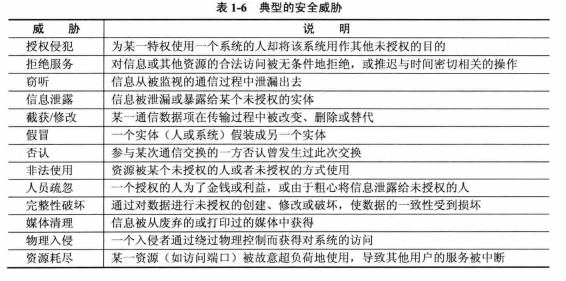 表 1-6 典型的安全威胁
威 胁 说 明
授权侵犯 为某一特权使用一个系统的人却将该系统用作其他未授权的目的
拒绝服务 对信息或其他资源的合法访问被无条件地拒绝，或推迟与时间密切相关的操作
窃听 信息从被监视的通信过程中泄漏出去
信息泄露 信息被泄漏或暴露给某个未授权的实体
截获/修改 某一通信数据项在传输过程中被改变、删除或替代
假冒 一个实体（人或系统）假装成另一个实体
否认 参与某次通信交换的一方否认曾发生过此次交换
非法使用 资源被某个未授权的人或者未授权的方式使用
人员疏忽 一个授权的人为了金钱或利益，或由于粗心将信息泄露给未授权的人
完整性破坏 通过对数据进行未授权的创建、修改或破坏，使数据的一致性受到损坏
媒体清理 信息被从废弃的或打印过的媒体中获得
物理入侵 一个入侵者通过绕过物理控制而获得对系统的访问
资源耗尽 某一资源（如访问端口）被故意超负荷地使用，导致其他用户的服务被中断